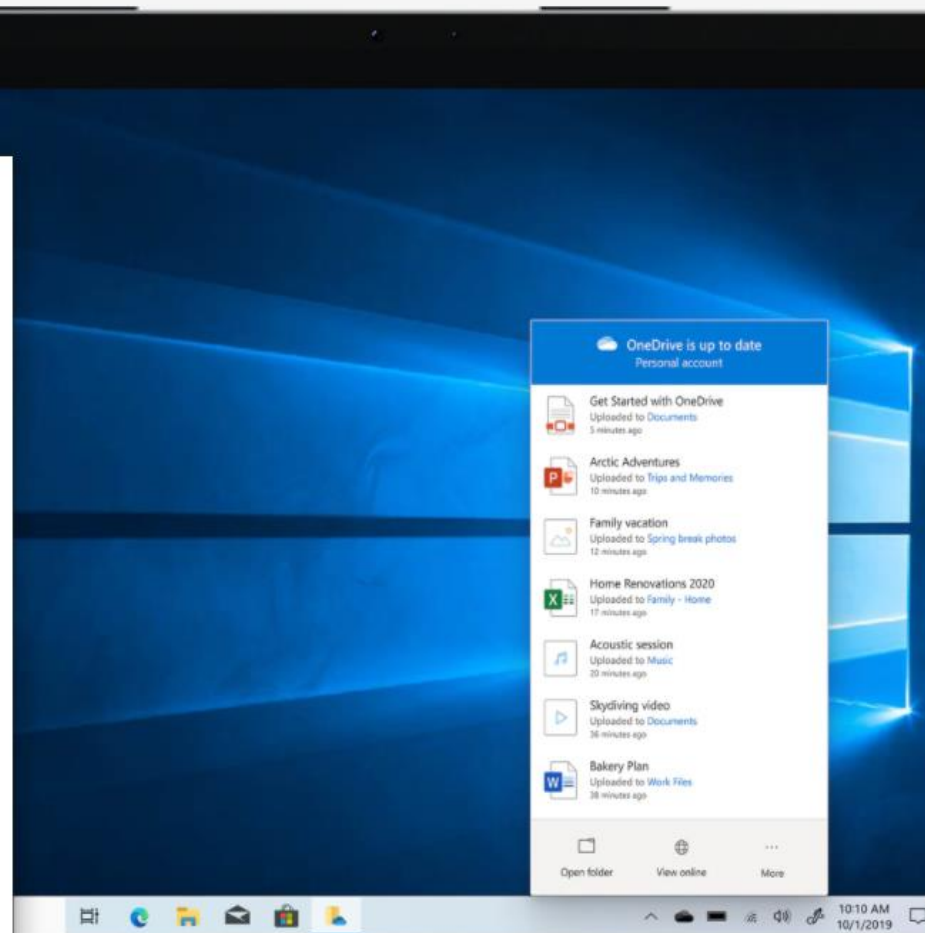 OneDrive is up to date
Personal account
Get Started with OneDrive
Uploaded to Documents
5 minutes ago
Arctic Adventures
Uploaded to Trips and Memories
10 minutes ago
Family vacation
Uploaded to Spring break photos
12 minutes ago
Home Renovations 2020
Uploaded to Family - Home
17 minutes ago
Acoustic session
Uploaded to Music
20 minutes ago
Skydiving video
Uploaded to Documents
36 minutes ago
Bakery Plan
Uploaded to Work Files
38 minutes ago
Open folder
View online
More
10:10 AM
10/1/2019